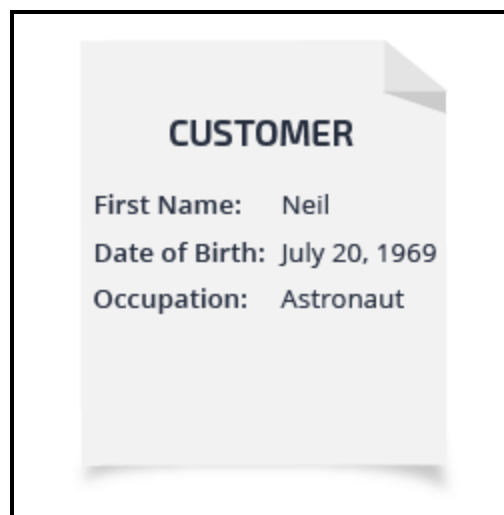 CUSTOMER
First Name: Neil
Date of Birth: July 20, 1969
Occupation: Astronaut